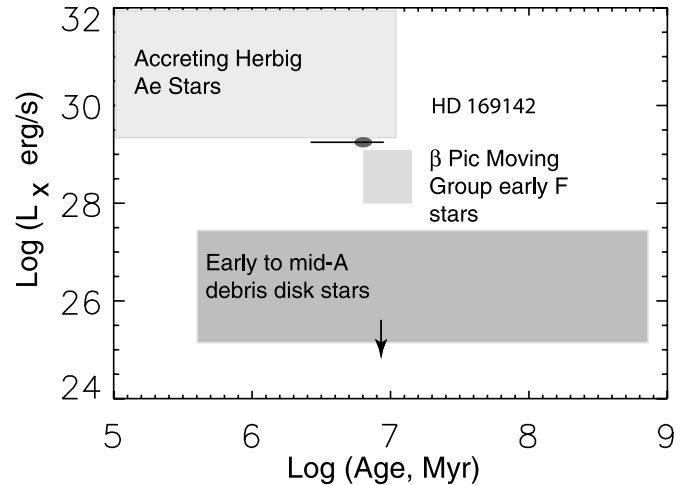 32
30
28
26
24
Log (L X erg/s)
Accreting Herbig
Ae Stars
HD 169142
β Pic Moving
Group early F
stars
Early to mid-A
debris disk stars
5 6 7 8 9
Log (Age, Myr)